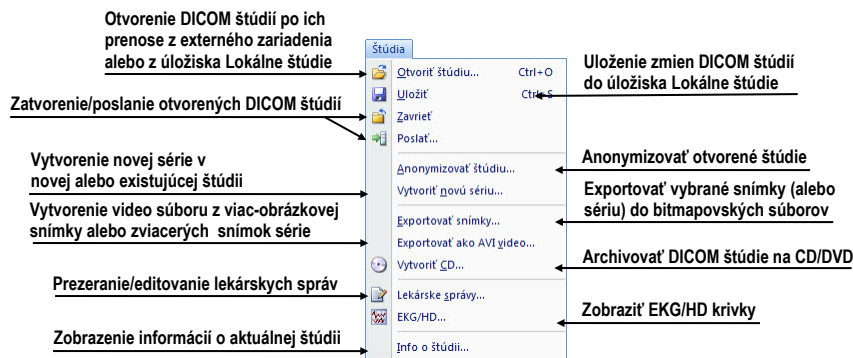 Otvorenie DICOM štúdií po ich
prenose z externého zariadenia
alebo z úložiska Lokálne štúdie
Zatvorenie/poslanie otvorených DICOM štúdií
Vytvorenie novej série v
novej alebo existujúcej štúdii
Vytvorenie video súboru z viac-obrázkovej
snímky alebo zviacerých snímok série
Prezeranie/editovanie lekárskych správ
Zobrazenie informácií o aktuálnej štúdii
Štúdia
Otvoriť štúdiu... Ctrl+O
Uložiť Ctrl+S
Zavrieť
Poslať...
Anonymizovať štúdiu...
Vytvoriť novú sériu...
Exportovať snímky...
Exportovať ako AVI video...
Vytvoriť CD...
Lekárske správy...
EKG/HD...
Info o štúdii...
Uloženie zmien DICOM štúdií
do úložiska Lokálne štúdie
Anonymizovať otvorené štúdie
Exportovať vybrané snímky (alebo
sériu) do bitmapovských súborov
Archivovať DICOM štúdie na CD/DVD
Zobraziť EKG/HD krivky